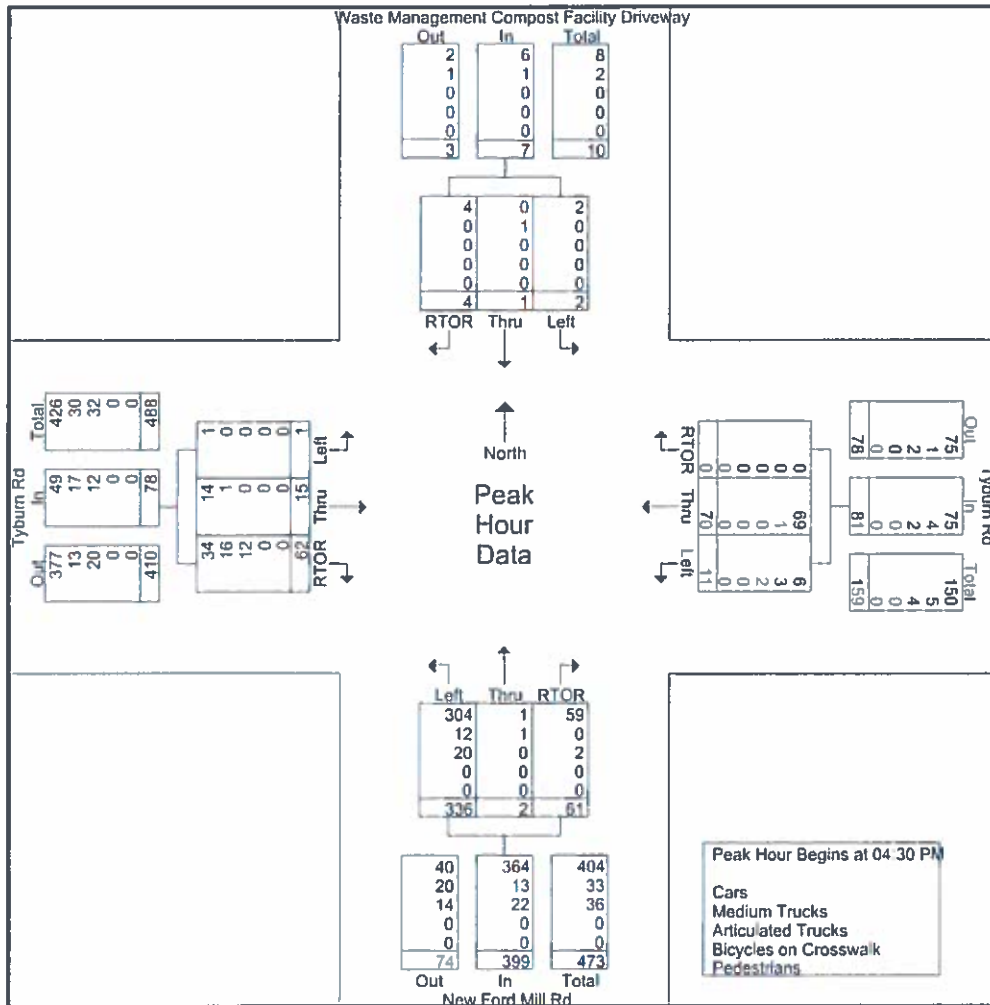 Waste Management Compost Facility Driveway
Out In Total
2 6 8
1 1 2
0 0 0
0 0 0
0 0 0
3 7 10
4 0 2
0 1 0
0 0 0
0 0 0
0 0 0
4 1 2
RTOR Thru Left
Tyburn Rd
Total
426 30 32 0 0 488
In
49 17 12 0 0 78
Out
377 13 20 0 0 410
1 0 0 0 0 1
Left
14 1 0 0 0 15
Thru
34 16 12 0 0 62
RTOR
North
Peak
Hour
Data
RTOR
0 0 0 0 0 0
Thru
69 1 0 0 0 70
Left
6 3 2 0 0 11
Out
75 1 2 0 0 78
In
75 4 2 0 0 81
Total
150 5 4 0 0 159
Tyburn Rd
Left Thru RTOR
304 1 59
12 1 0
20 0 2
0 0 0
0 0 0
336 2 61
40 364 404
20 13 33
14 22 36
0 0 0
0 0 0
74 399 473
Out In Total
New Ford Mill Rd
Peak Hour Begins at 04:30 PM
Cars
Medium Trucks
Articulated Trucks
Bicycles on Crosswalk
Pedestrians